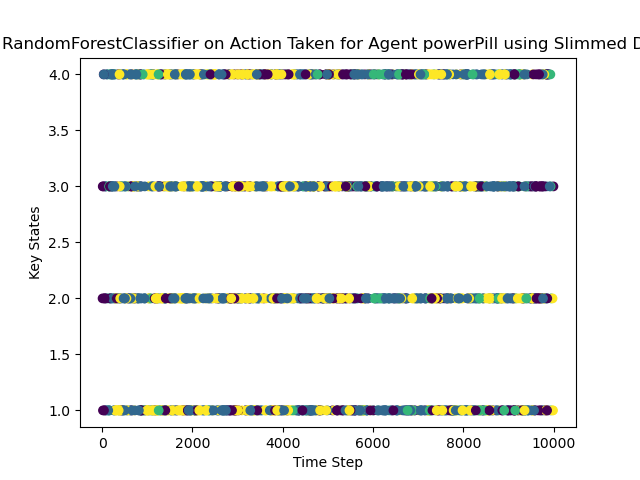 RandomForestClassifier on Action Taken for Agent powerPill using Slimmed D
4.0
3.5
3.0
2.5
2.0
1.5
1.0
Key States
0 2000 4000 6000 8000 10000
Time Step